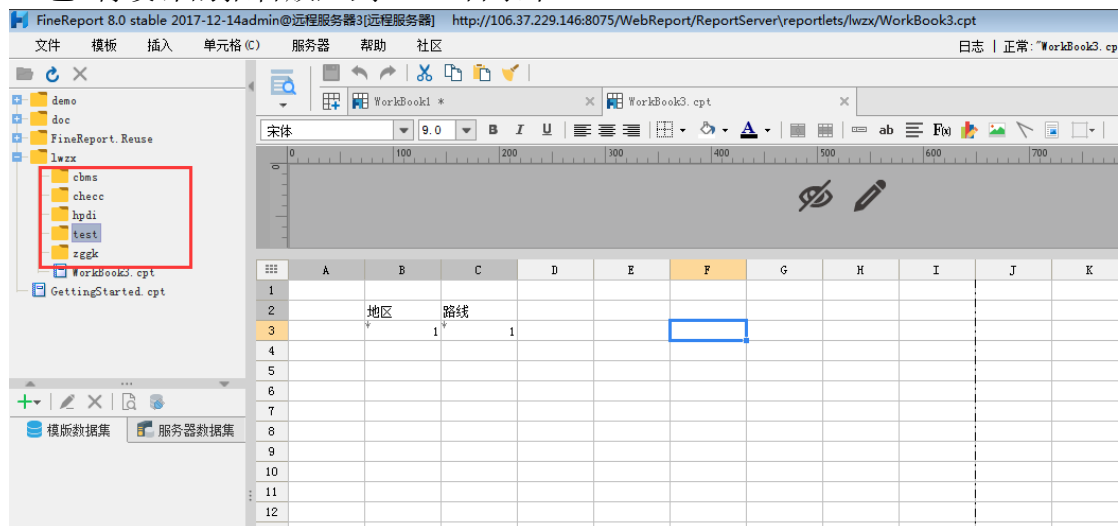 FineReport 8.0 stable 2017-12-14admin@远程服务器3[远程服务器] http://106.37.229.146:8075/WebReport/ReportServer\reportlets/lwzx/WorkBook3.cpt
文件 模板 插入 单元格(C) 服务器 帮助 社区 日志 | 正常:"WorkBook3. cp
WorkBook1 * WorkBook3. cpt
宋体 9.0 B I U A ab F(x)
0 100 200 300 400 500 600 700
0
demo
doc
FineReport.Reuse
lwzx
cbms
checc
hpdi
test
zggk
WorkBook3. cpt
GettingStarted. cpt
模版数据集 服务器数据集
A B C D E F G H I J K
1
2 地区 路线
3 1 1
4
5
6
7
8
9
10
11
12